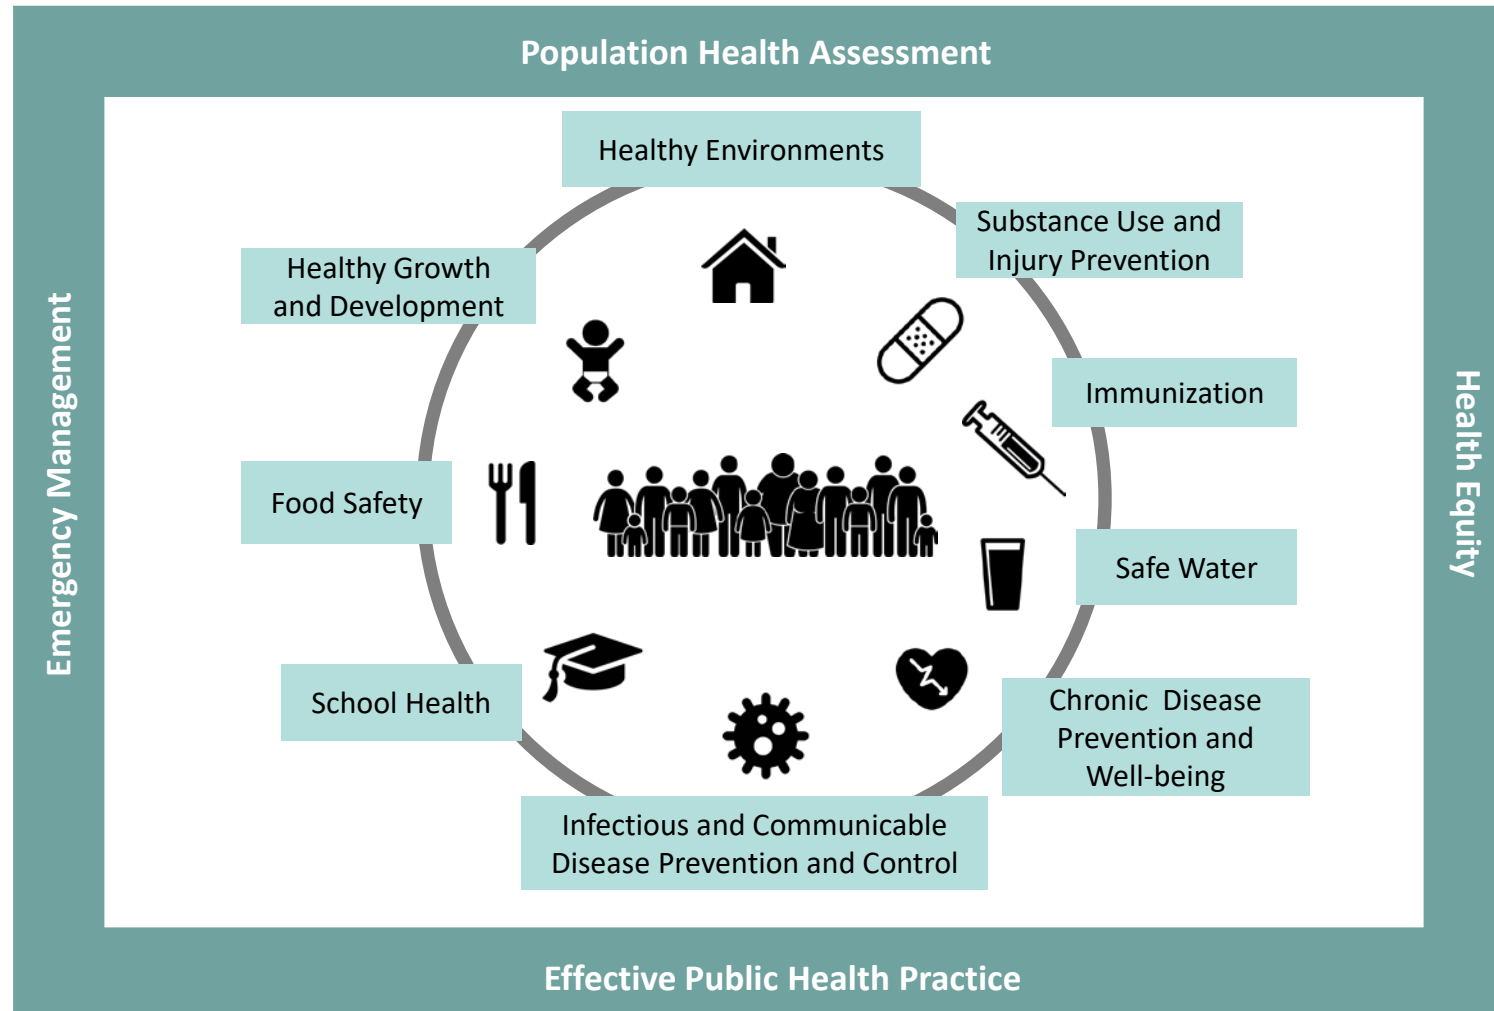 Population Health Assessment
Healthy Environments
Substance Use and
Injury Prevention
Healthy Growth
and Development
Immunization
Emergency Management
Health Equity
Food Safety
Safe Water
School Health
Chronic Disease
Prevention and
Well-being
Infectious and Communicable
Disease Prevention and Control
Effective Public Health Practice